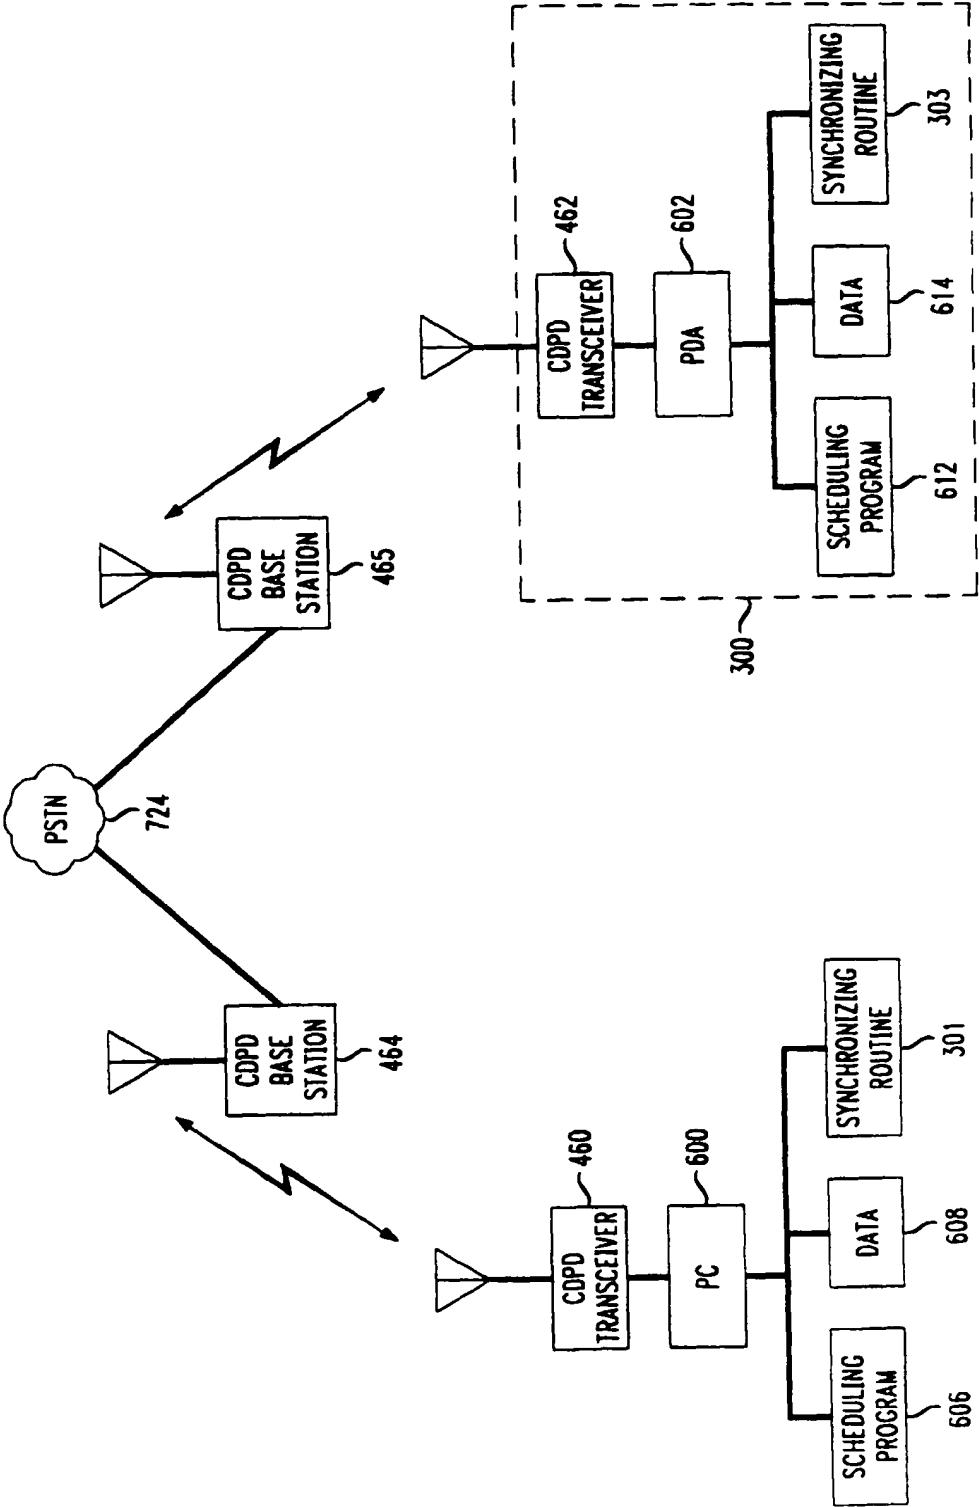 PSTN
724
CDPD
BASE
STATION
464
CDPD
BASE
STATION
465
CDPD
TRANSCEIVER
460
PC
600
SCHEDULING
PROGRAM
606
DATA
608
SYNCHRONIZING
ROUTINE
301
300
CDPD
TRANSCEIVER
462
PDA
602
SCHEDULING
PROGRAM
612
DATA
614
SYNCHRONIZING
ROUTINE
303